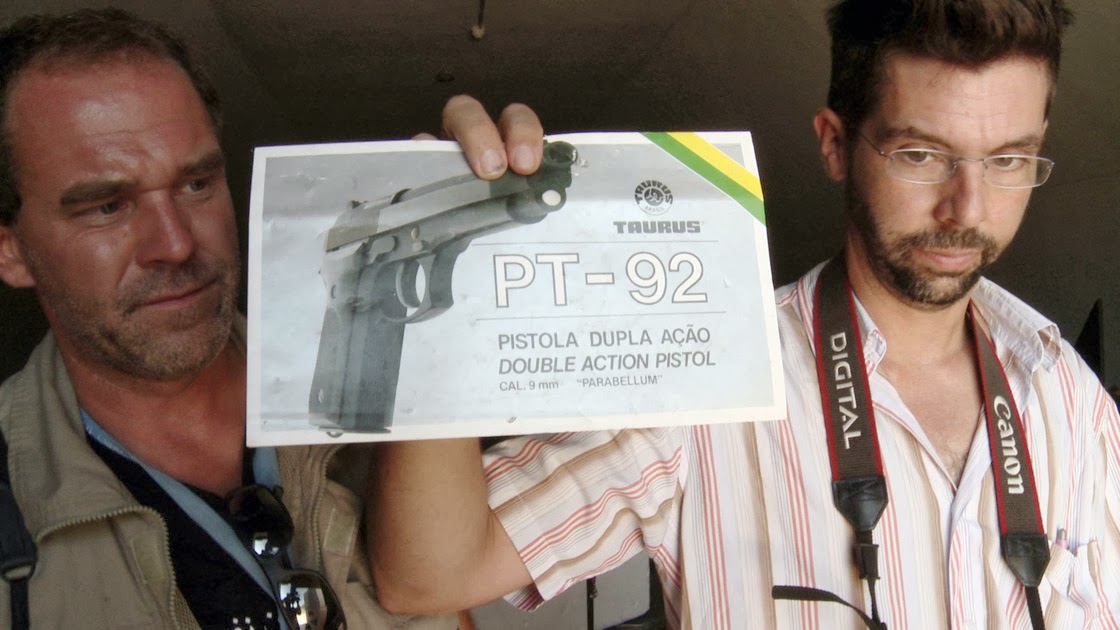 TAURUS
BRASIL
TAURUS
PT-92
PISTOLA DUPLA AÇÃO
DOUBLE ACTION PISTOL
CAL. 9 mm "PARABELLUM"
DIGITAL
Canon